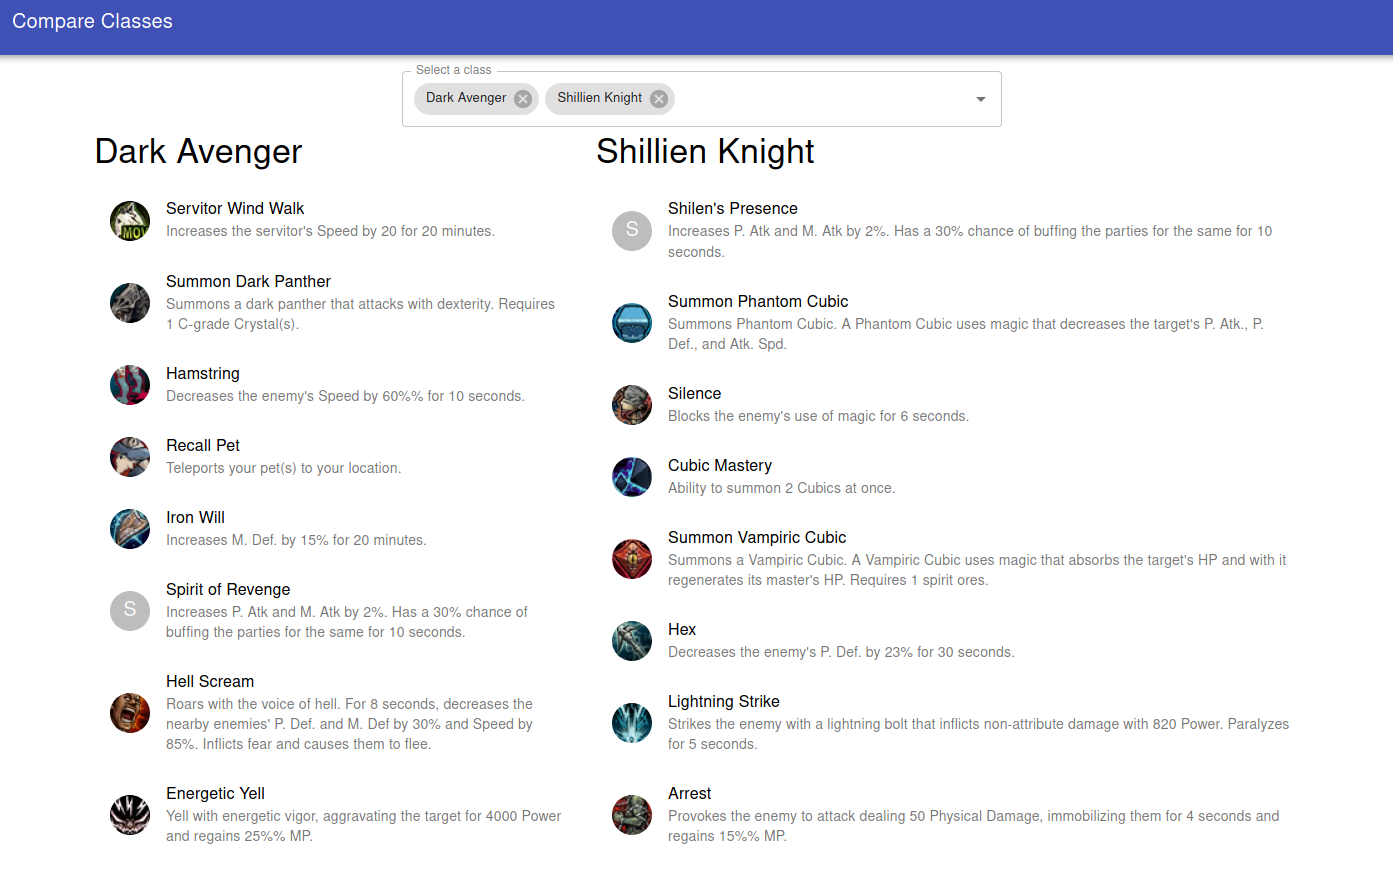 Compare Classes
Select a class
Dark Avenger
Shillien Knight
Dark Avenger
Servitor Wind Walk
Increases the servitor's Speed by 20 for 20 minutes.
Summon Dark Panther
Summons a dark panther that attacks with dexterity. Requires
1 C-grade Crystal(s).
Hamstring
Decreases the enemy's Speed by 60%% for 10 seconds.
Recall Pet
Teleports your pet(s) to your location.
Iron Will
Increases M. Def. by 15% for 20 minutes.
S
Spirit of Revenge
Increases P. Atk and M. Atk by 2%. Has a 30% chance of
buffing the parties for the same for 10 seconds.
Hell Scream
Roars with the voice of hell. For 8 seconds, decreases the
nearby enemies' P. Def. and M. Def by 30% and Speed by
85%. Inflicts fear and causes them to flee.
Energetic Yell
Yell with energetic vigor, aggravating the target for 4000 Power
and regains 25%% MP.
Shillien Knight
S
Shilen's Presence
Increases P. Atk and M. Atk by 2%. Has a 30% chance of buffing the parties for the same for 10
seconds.
Summon Phantom Cubic
Summons Phantom Cubic. A Phantom Cubic uses magic that decreases the target's P. Atk., P.
Def., and Atk. Spd.
Silence
Blocks the enemy's use of magic for 6 seconds.
Cubic Mastery
Ability to summon 2 Cubics at once.
Summon Vampiric Cubic
Summons a Vampiric Cubic. A Vampiric Cubic uses magic that absorbs the target's HP and with it
regenerates its master's HP. Requires 1 spirit ores.
Hex
Decreases the enemy's P. Def. by 23% for 30 seconds.
Lightning Strike
Strikes the enemy with a lightning bolt that inflicts non-attribute damage with 820 Power. Paralyzes
for 5 seconds.
Arrest
Provokes the enemy to attack dealing 50 Physical Damage, immobilizing them for 4 seconds and
regains 15%% MP.
MOV